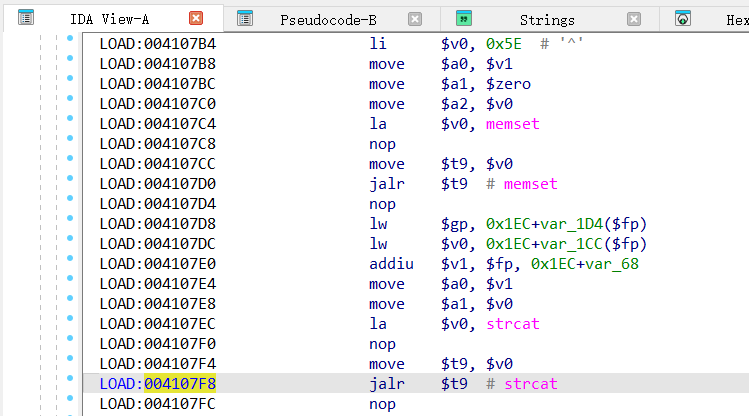 IDA View-A Pseudocode-B Strings Hex
LOAD:004107B4 li $v0, 0x5E # '^'
LOAD:004107B8 move $a0, $v1
LOAD:004107BC move $a1, $zero
LOAD:004107C0 move $a2, $v0
LOAD:004107C4 la $v0, memset
LOAD:004107C8 nop
LOAD:004107CC move $t9, $v0
LOAD:004107D0 jalr $t9 # memset
LOAD:004107D4 nop
LOAD:004107D8 lw $gp, 0x1EC+var_1D4($fp)
LOAD:004107DC lw $v0, 0x1EC+var_1CC($fp)
LOAD:004107E0 addiu $v1, $fp, 0x1EC+var_68
LOAD:004107E4 move $a0, $v1
LOAD:004107E8 move $a1, $v0
LOAD:004107EC la $v0, strcat
LOAD:004107F0 nop
LOAD:004107F4 move $t9, $v0
LOAD:004107F8 jalr $t9 # strcat
LOAD:004107FC nop